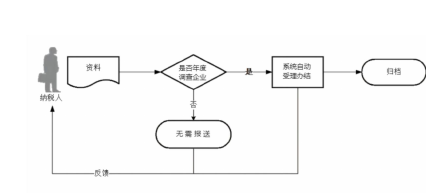 纳税人
资料
是否年度
调查企业
是
系统自动
受理办结
归档
否
无需报送
反馈